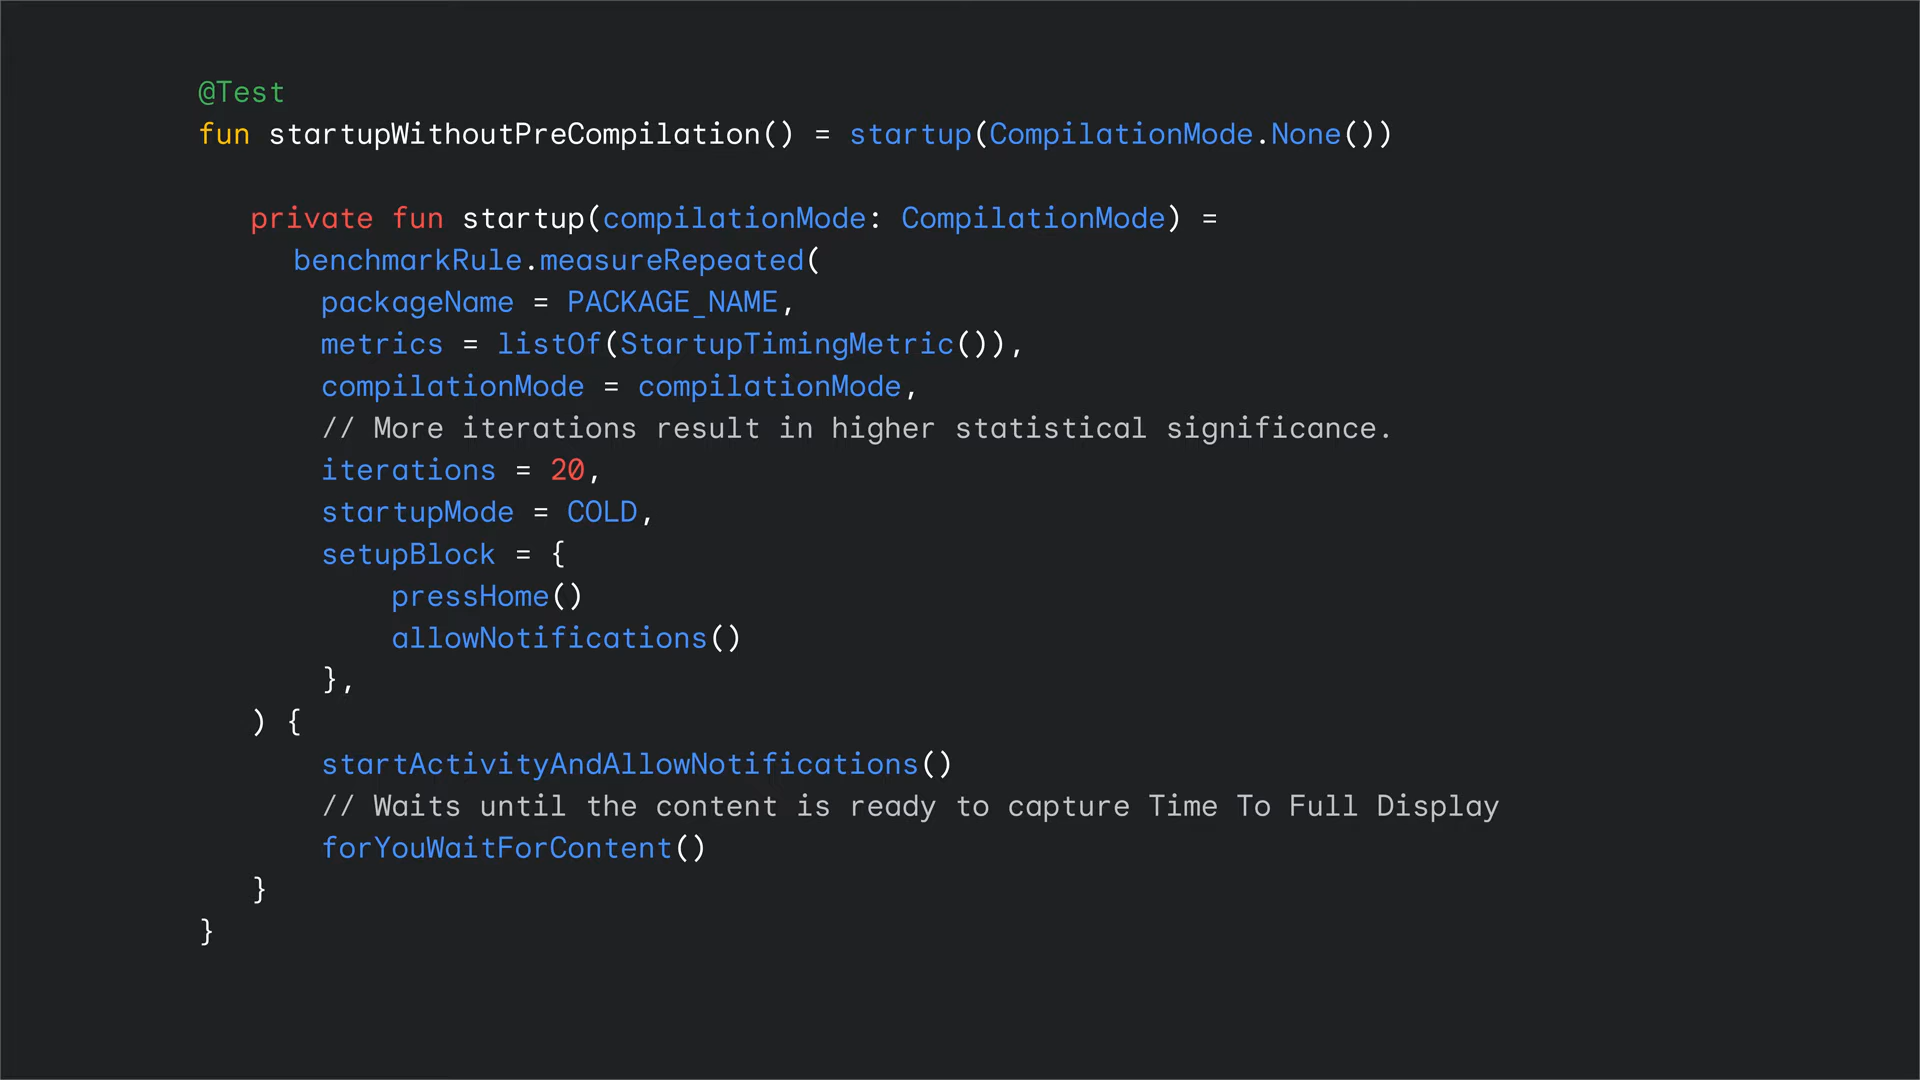 @Test
fun startupWithoutPreCompilation() = startup(CompilationMode.None())
private fun startup(compilationMode: CompilationMode) =
benchmarkRule.measureRepeated(
packageName = PACKAGE_NAME,
metrics = listOf(StartupTimingMetric()),
compilationMode = compilationMode,
// More iterations result in higher statistical significance.
iterations = 20,
startupMode = COLD,
setupBlock = {
pressHome()
allowNotifications()
},
) {
startActivityAndAllowNotifications()
// Waits until the content is ready to capture Time To Full Display
forYouWaitForContent()
}
}